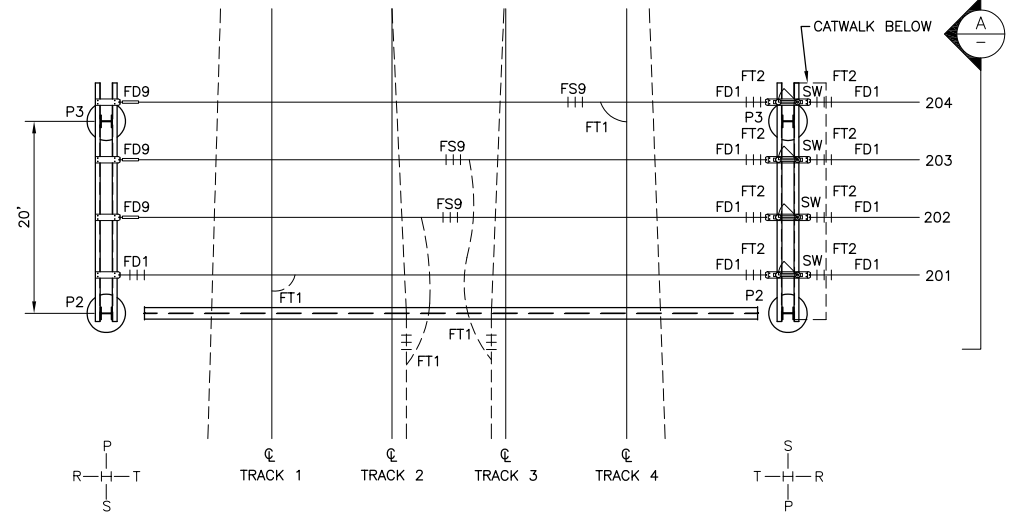 CATWALK BELOW
A
–
FT2
FT2
FD9
FS9
FD1
SW
FD1
204
P3
FT1
P3
FT2
FT2
FD9
FS9
FD1
SW
FD1
203
20'
FT2
FT2
FD9
FS9
FD1
SW
FD1
202
FT2
FT2
FD1
FD1
SW
FD1
201
P2
FT1
P2
FT1
FT1
℄
TRACK 1
℄
TRACK 2
℄
TRACK 3
℄
TRACK 4
P
R–H–T
S
S
T–H–R
P